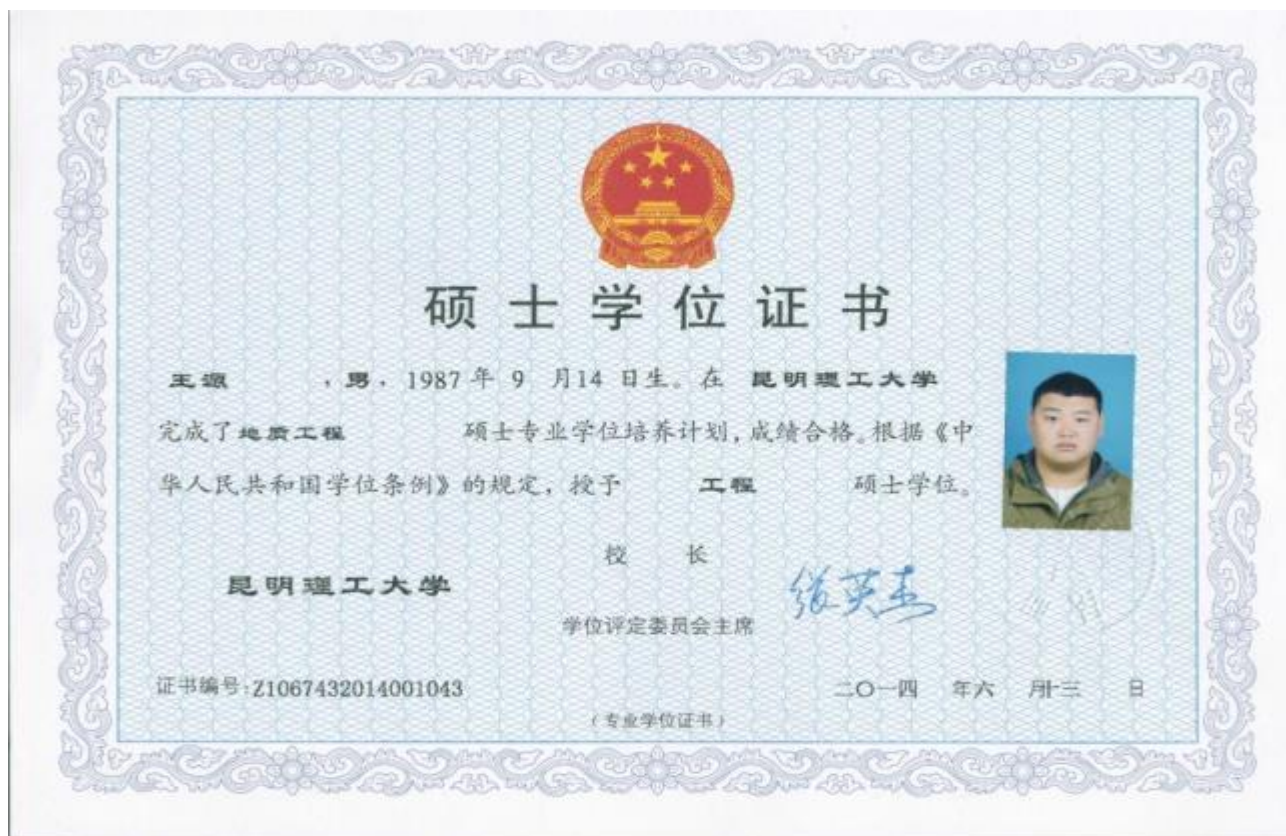 硕士学位证书
王源 ,男, 1987 年 9 月14 日生。在 昆明理工大学
完成了地质工程 硕士专业学位培养计划,成绩合格。根据《中
华人民共和国学位条例》的规定, 授予 工程 硕士学位。
校 长
昆明理工大学
张英杰
学位评定委员会主席
证书编号:Z1067432014001043
二〇一四 年六 月十三 日
(专业学位证书)